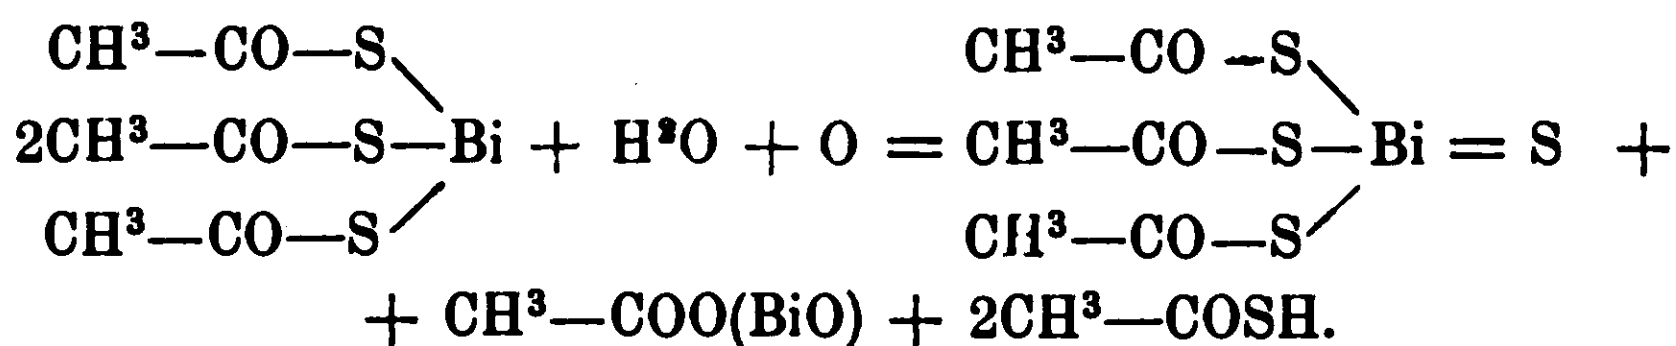 CH³—CO—S CH³—CO—S
2CH³—CO—S—Bi + H²O + O = CH³—CO—S—Bi = S +
CH³—CO—S CH³—CO—S
+ CH³—COO(BiO) + 2CH³—COSH.